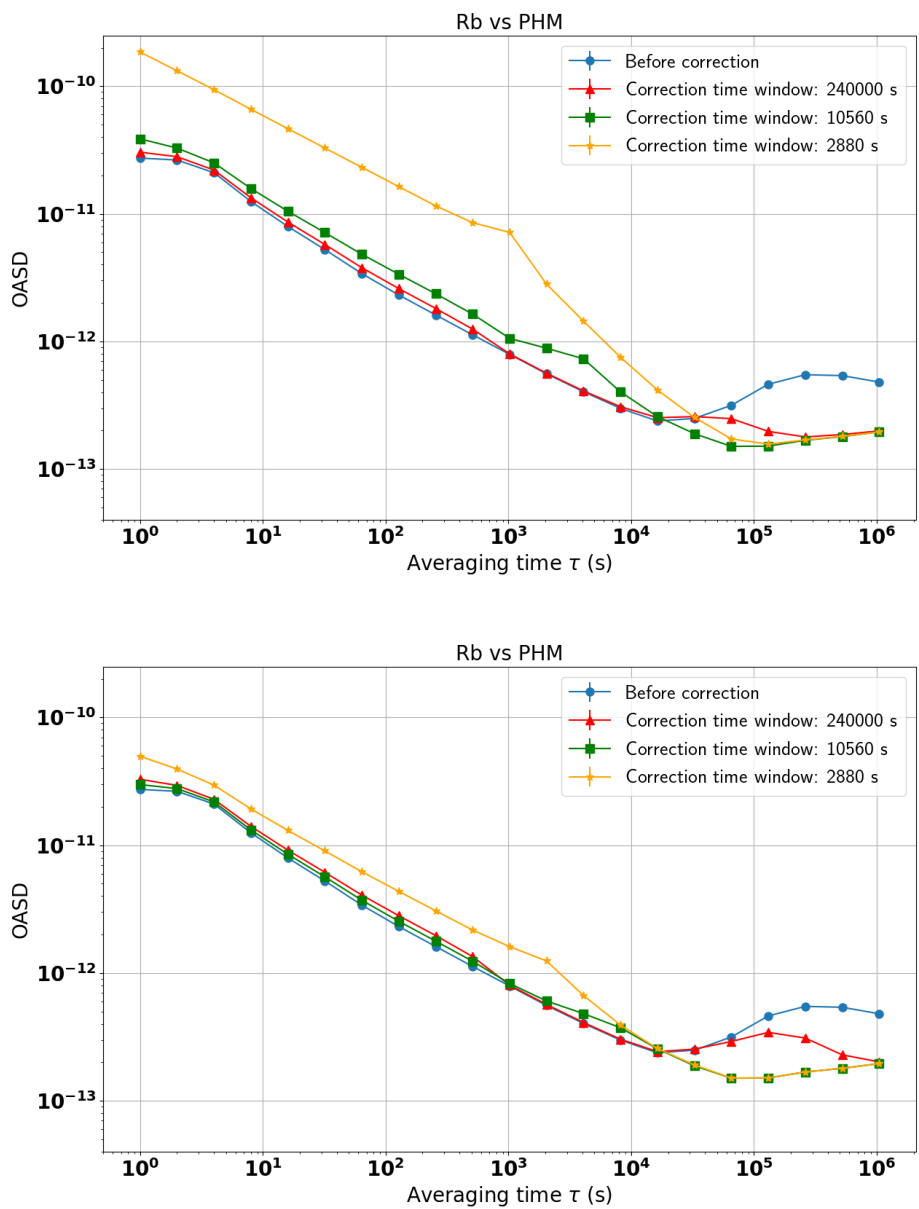 Rb vs PHM
Before correction
Correction time window: 240000 s
Correction time window: 10560 s
Correction time window: 2880 s
OASD
10⁻¹⁰
10⁻¹¹
10⁻¹²
10⁻¹³
10⁰ 10¹ 10² 10³ 10⁴ 10⁵ 10⁶
Averaging time τ (s)
Rb vs PHM
Before correction
Correction time window: 240000 s
Correction time window: 10560 s
Correction time window: 2880 s
OASD
10⁻¹⁰
10⁻¹¹
10⁻¹²
10⁻¹³
10⁰ 10¹ 10² 10³ 10⁴ 10⁵ 10⁶
Averaging time τ (s)